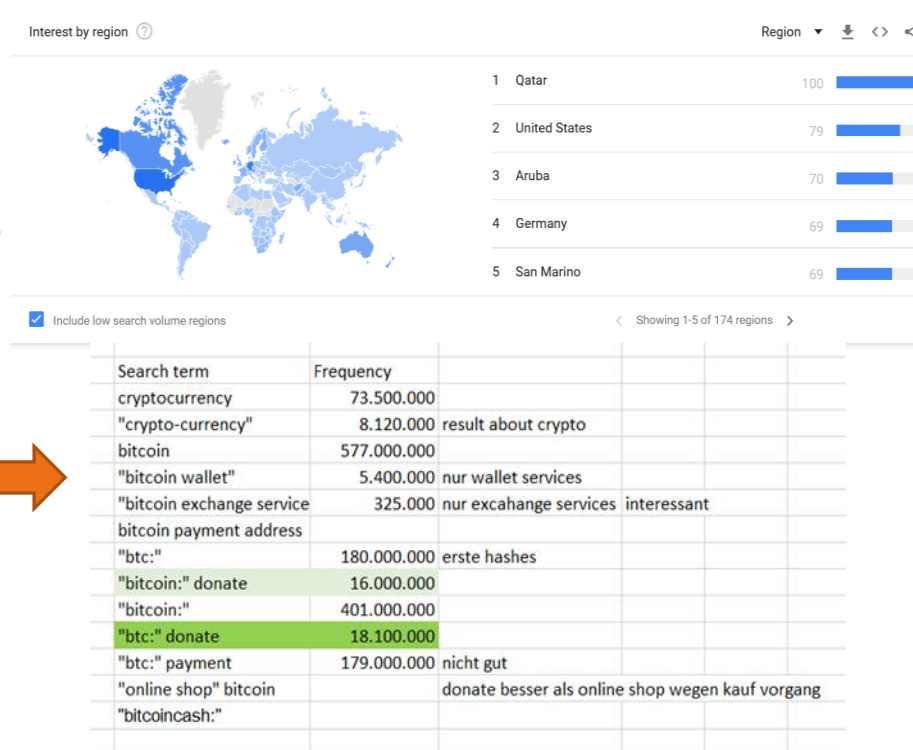 Interest by region
Region
1 Qatar 100
2 United States 79
3 Aruba 70
4 Germany 69
5 San Marino 69
Include low search volume regions
Showing 1-5 of 174 regions
Search term Frequency
cryptocurrency 73.500.000
"crypto-currency" 8.120.000 result about crypto
bitcoin 577.000.000
"bitcoin wallet" 5.400.000 nur wallet services
"bitcoin exchange service 325.000 nur excahange services interessant
bitcoin payment address
"btc:" 180.000.000 erste hashes
"bitcoin:" donate 16.000.000
"bitcoin:" 401.000.000
"btc:" donate 18.100.000
"btc:" payment 179.000.000 nicht gut
"online shop" bitcoin donate besser als online shop wegen kauf vorgang
"bitcoincash:"